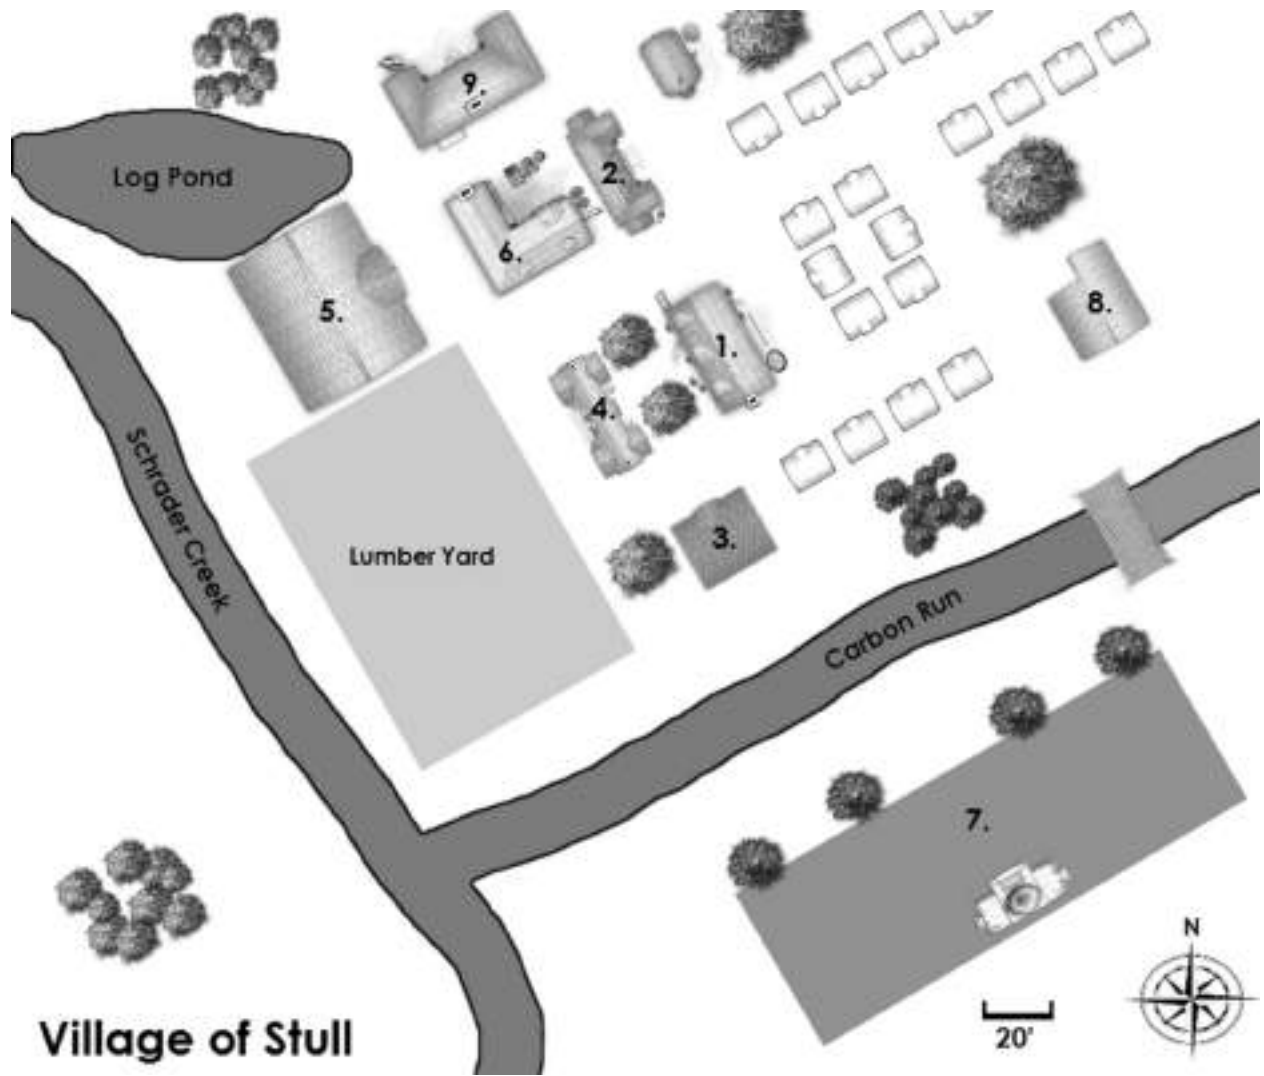 9.
2.
Log Pond
6.
8.
5.
1.
4.
Schrader Creek
3.
Lumber Yard
Carbon Run
7.
N
20'
Village of Stull